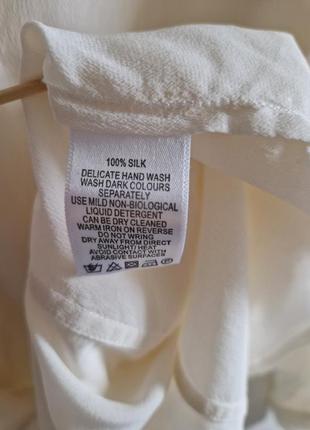 100% SILK
DELICATE HAND WASH
WASH DARK COLOURS
SEPARATELY
USE MILD NON-BIOLOGICAL
LIQUID DETERGENT
CAN BE DRY CLEANED
WARM IRON ON REVERSE
DO NOT WRING
DRY AWAY FROM DIRECT
SUNLIGHT/ HEAT
AVOID CONTACT WITH
ABRASIVE SURFACES